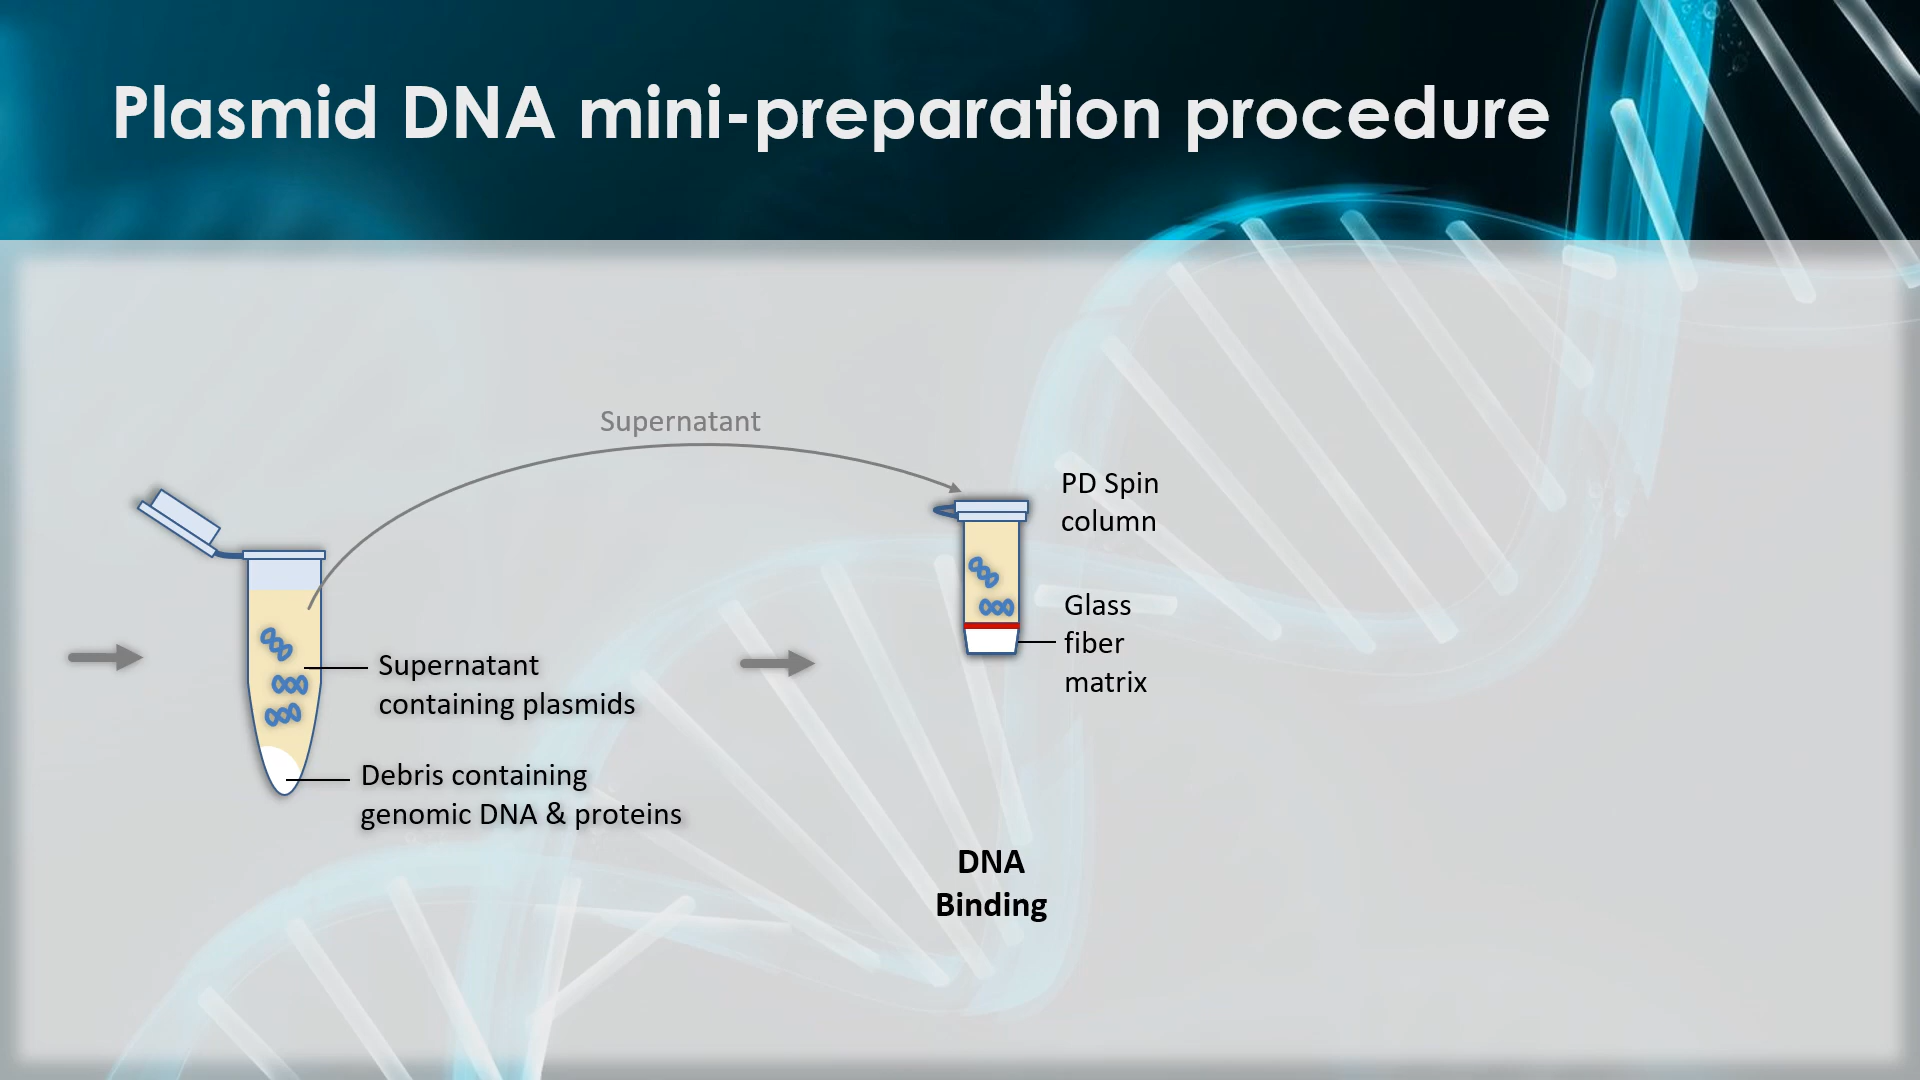 Plasmid DNA mini-preparation procedure
Supernatant
PD Spin
column
Glass
fiber
matrix
Supernatant
containing plasmids
Debris containing
genomic DNA & proteins
DNA
Binding